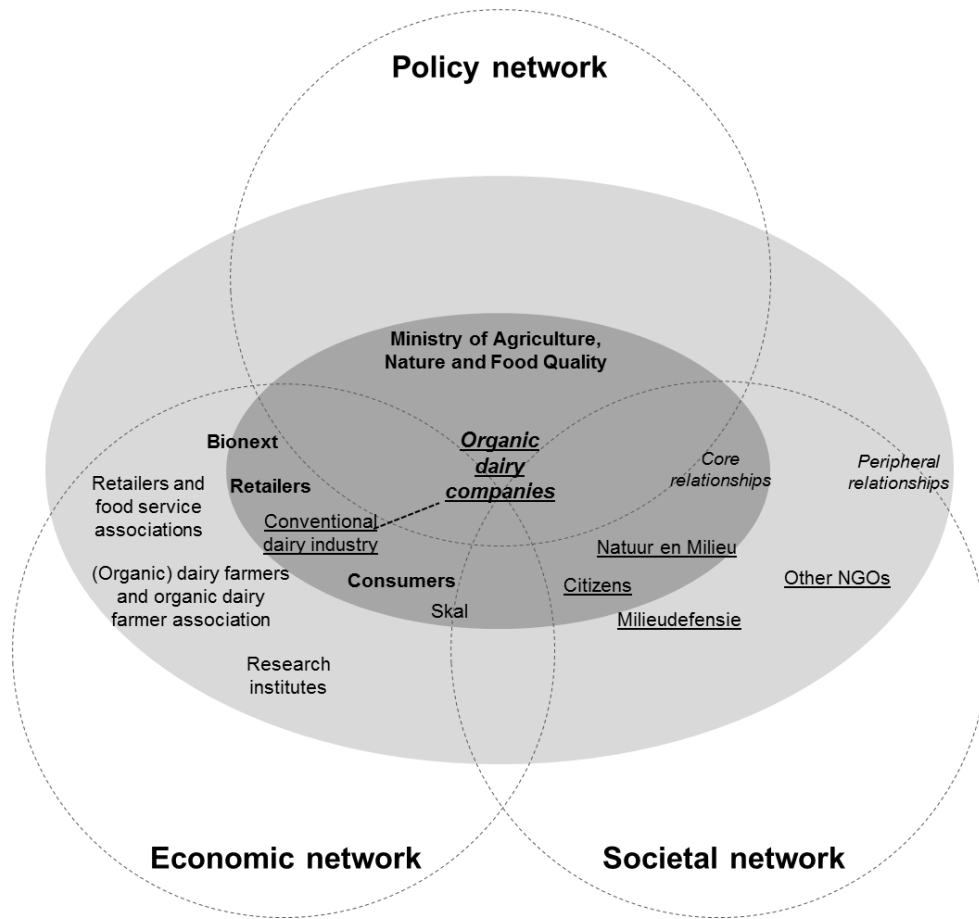 Policy network
Ministry of Agriculture,
Nature and Food Quality
Bionext
Organic
dairy
companies
Core
relationships
Peripheral
relationships
Retailers and
food service
associations
Retailers
Conventional
dairy industry
Natuur en Milieu
(Organic) dairy farmers
and organic dairy
farmer association
Consumers
Skal
Citizens
Milieudefensie
Other NGOs
Research
institutes
Economic network
Societal network